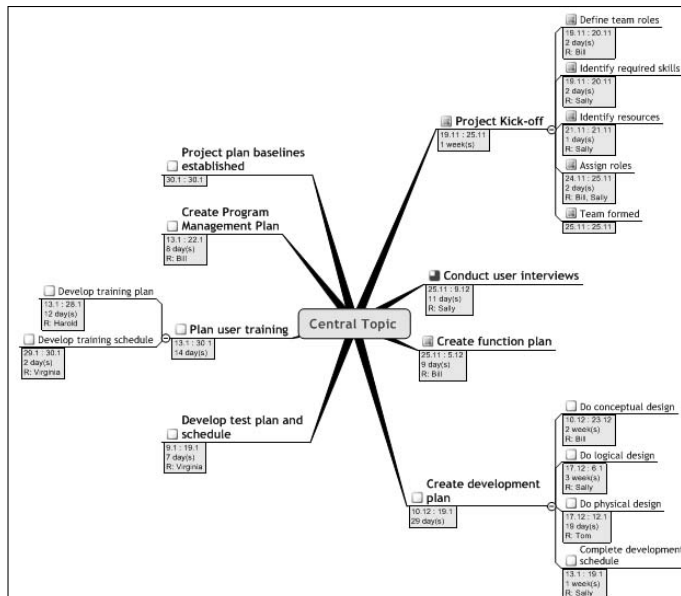 Central Topic
Project Kick-off
19.11 : 25.11
1 week(s)
Define team roles
19.11 : 20.11
2 day(s)
R: Bill
Identify required skills
19.11 : 20.11
2 day(s)
R: Sally
Identify resources
21.11 : 21.11
1 day(s)
R: Sally
Assign roles
24.11 : 25.11
2 day(s)
R: Bill, Sally
Team formed
25.11 : 25.11
Conduct user interviews
25.11 : 9.12
11 day(s)
R: Sally
Create function plan
25.11 : 5.12
9 day(s)
R: Bill
Create development
plan
10.12 : 19.1
29 day(s)
Do conceptual design
10.12 : 23.12
2 week(s)
R: Bill
Do logical design
17.12 : 6.1
3 week(s)
R: Sally
Do physical design
17.12 : 12.1
19 day(s)
R: Tom
Complete development
schedule
13.1 : 19.1
1 week(s)
R: Sally
Project plan baselines
established
30.1 : 30.1
Create Program
Management Plan
13.1 : 22.1
8 day(s)
R: Bill
Plan user training
13.1 : 30.1
14 day(s)
Develop training plan
13.1 : 28.1
12 day(s)
R: Harold
Develop training schedule
29.1 : 30.1
2 day(s)
R: Virginia
Develop test plan and
schedule
9.1 : 19.1
7 day(s)
R: Virginia